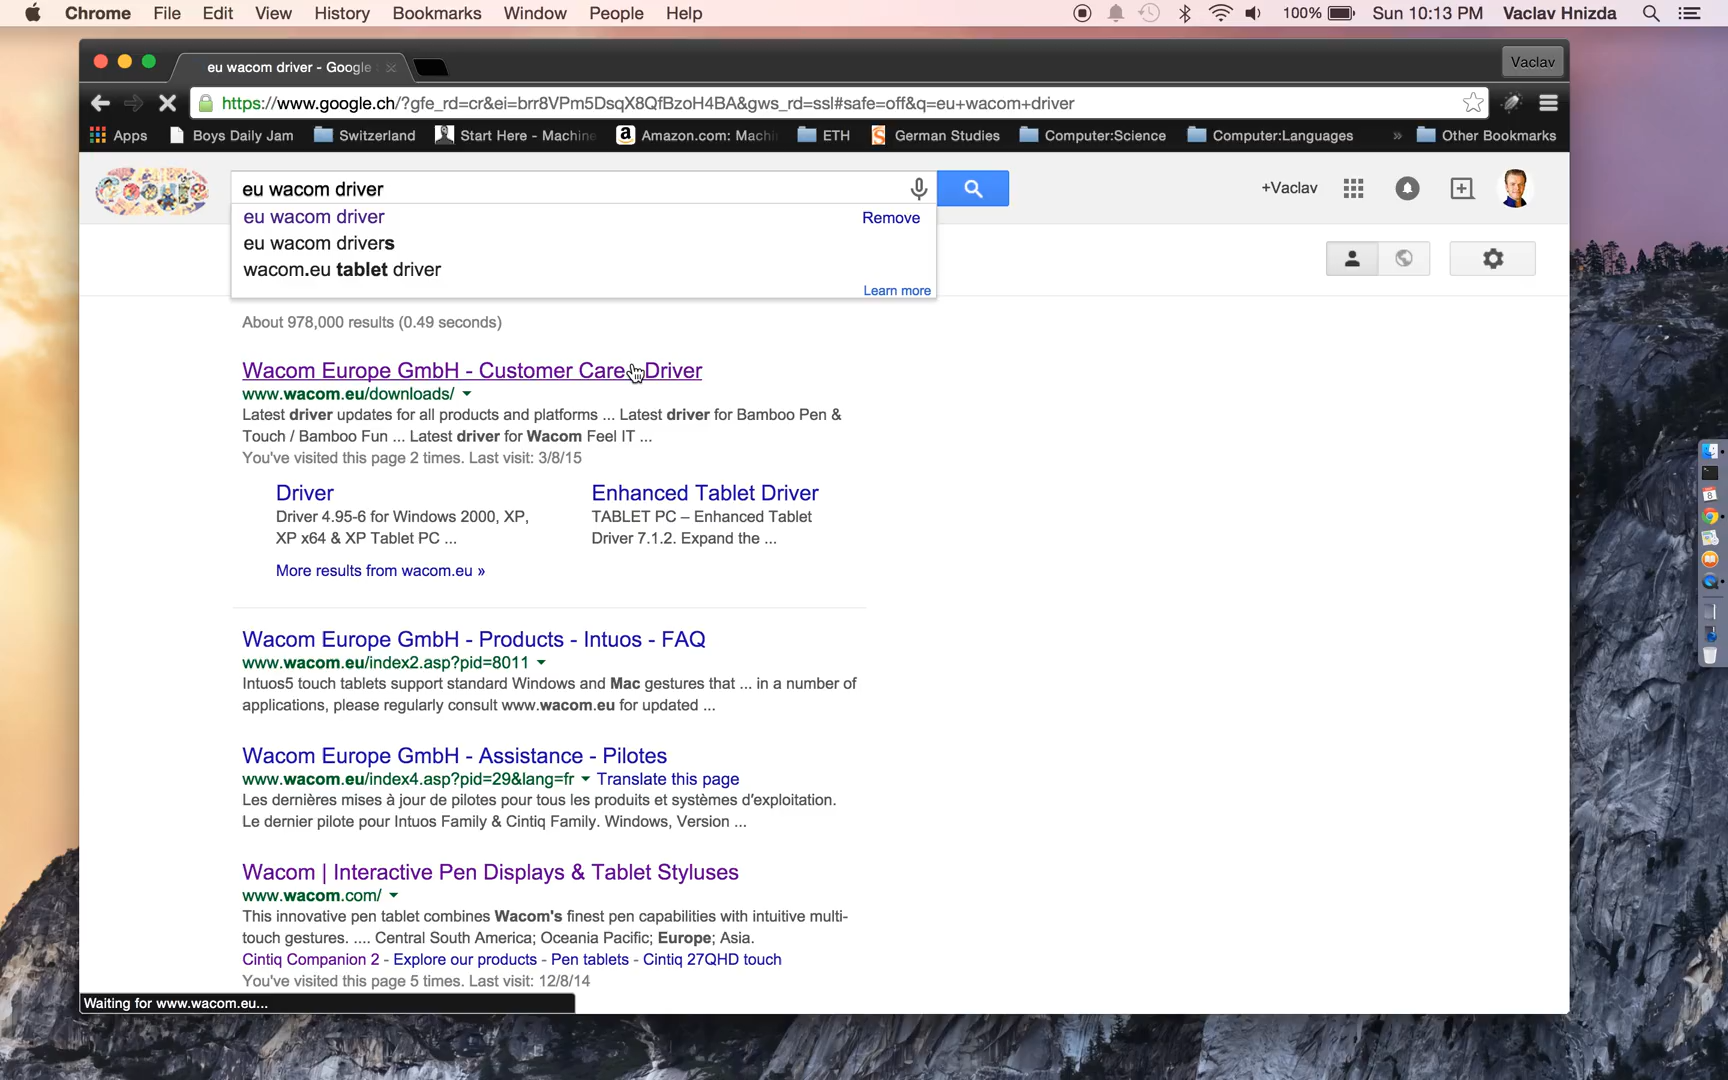 Chrome File Edit View History Bookmarks Window People Help 100% Sun 10:13 PM Vaclav Hnizda
eu wacom driver - Google Vaclav
https://www.google.ch/?gfe_rd=cr&ei=brr8VPm5DsqX8QfBzoH4BA&gws_rd=ssl#safe=off&q=eu+wacom+driver
Apps Boys Daily Jam Switzerland Start Here - Machine Amazon.com: Machi ETH German Studies Computer:Science Computer:Languages » Other Bookmarks
Google eu wacom driver +Vaclav
eu wacom driver Remove
eu wacom drivers
wacom.eu tablet driver
Learn more
About 978,000 results (0.49 seconds)
Wacom Europe GmbH - Customer Care - Driver
www.wacom.eu/downloads/
Latest driver updates for all products and platforms ... Latest driver for Bamboo Pen &
Touch / Bamboo Fun ... Latest driver for Wacom Feel IT ...
You've visited this page 2 times. Last visit: 3/8/15
Driver Enhanced Tablet Driver
Driver 4.95-6 for Windows 2000, XP, TABLET PC – Enhanced Tablet
XP x64 & XP Tablet PC ... Driver 7.1.2. Expand the ...
More results from wacom.eu »
Wacom Europe GmbH - Products - Intuos - FAQ
www.wacom.eu/index2.asp?pid=8011
Intuos5 touch tablets support standard Windows and Mac gestures that ... in a number of
applications, please regularly consult www.wacom.eu for updated ...
Wacom Europe GmbH - Assistance - Pilotes
www.wacom.eu/index4.asp?pid=29&lang=fr Translate this page
Les dernières mises à jour de pilotes pour tous les produits et systèmes d'exploitation.
Le dernier pilote pour Intuos Family & Cintiq Family. Windows, Version ...
Wacom | Interactive Pen Displays & Tablet Styluses
www.wacom.com/
This innovative pen tablet combines Wacom's finest pen capabilities with intuitive multi-
touch gestures. .... Central South America; Oceania Pacific; Europe; Asia.
Cintiq Companion 2 - Explore our products - Pen tablets - Cintiq 27QHD touch
You've visited this page 5 times. Last visit: 12/8/14
Waiting for www.wacom.eu...
8